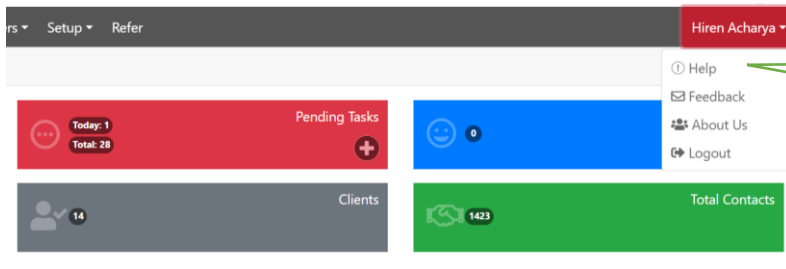 ers Setup Refer Hiren Acharya
Help
Feedback
About Us
Logout
Pending Tasks
Today: 1
Total: 28
0
Clients
14
Total Contacts
1423